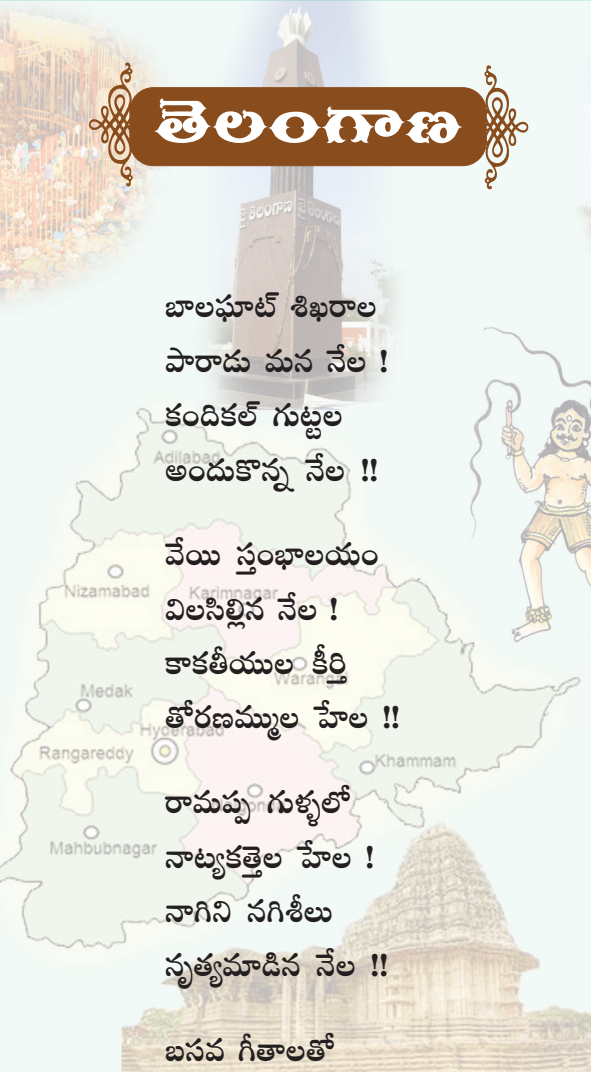 తెలంగాణ
జై తెలంగాణ జై తెలంగాణ
బాలఘాట్ శిఖరాల
పారాడు మన నేల !
కందికల్ గుట్టల
Adilabad
అందుకొన్న నేల !!
వేయి స్తంభాలయం
Nizamabad
Karimnagar
విలసిల్లిన నేల !
కాకతీయుల కీర్తి
Warangal
Medak
తోరణమ్ముల హేల !!
Hyderabad
Rangareddy
Khammam
రామప్ప గుళ్ళలో
Mahbubnagar
నాట్యకత్తెల హేల !
నాగిని నగిశీలు
నృత్యమాడిన నేల !!
బసవ గీతాలతో